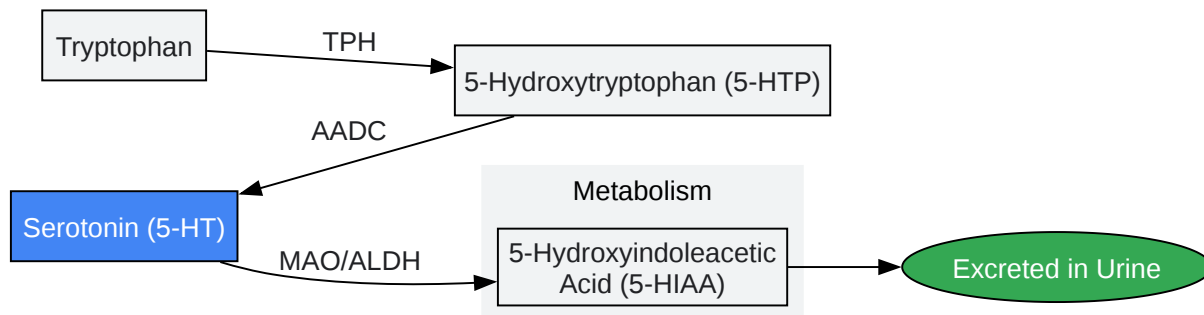 Tryptophan
TPH
5-Hydroxytryptophan (5-HTP)
AADC
Serotonin (5-HT)
MAO/ALDH
Metabolism
5-Hydroxyindoleacetic
Acid (5-HIAA)
Excreted in Urine